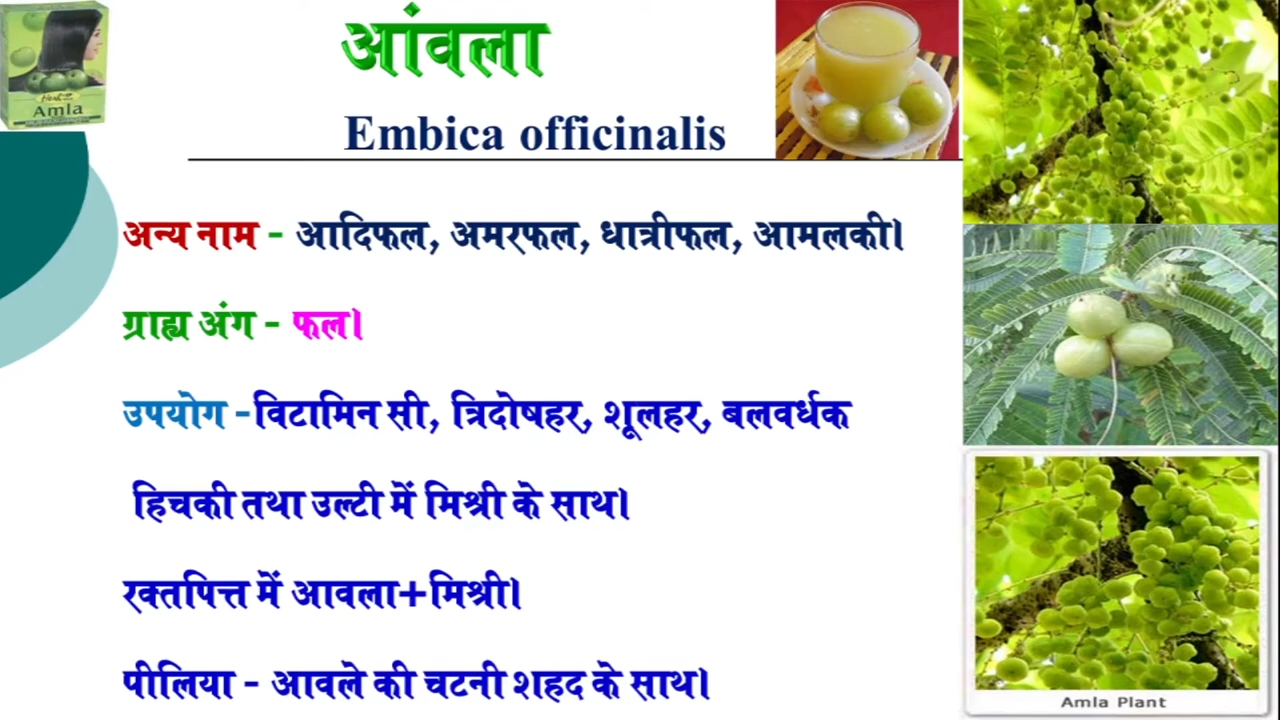 आंवला
Embica officinalis
Amla
अन्य नाम - आदिफल, अमरफल, धात्रीफल, आमलकी।
ग्राह्य अंग - फल।
उपयोग -विटामिन सी, त्रिदोषहर, शूलहर, बलवर्धक
हिचकी तथा उल्टी में मिश्री के साथ।
रक्तपित्त में आवला+मिश्री।
पीलिया - आवले की चटनी शहद के साथ।
Amla Plant